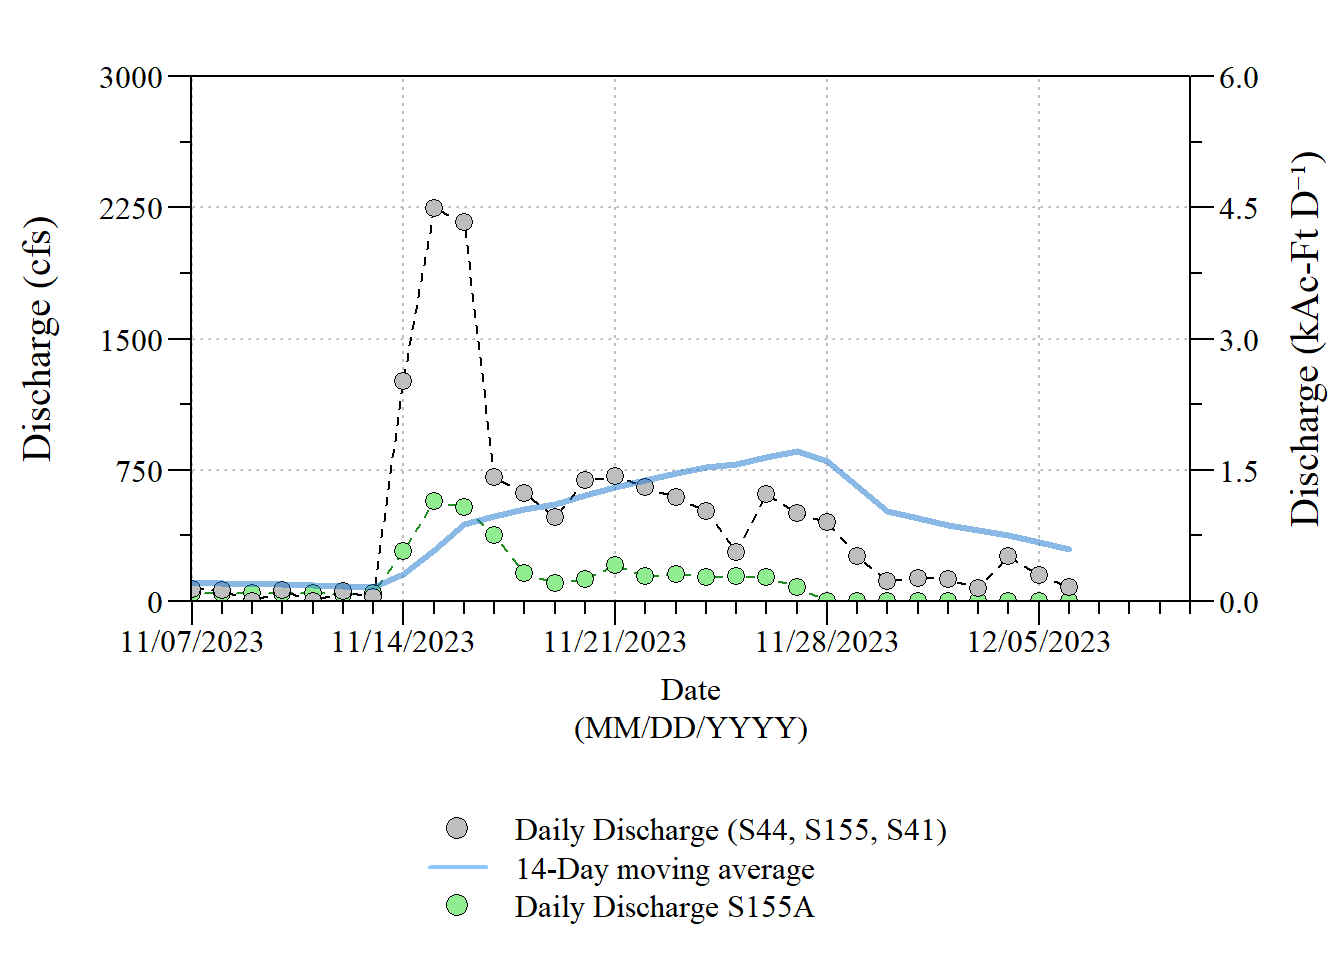 3000
2250
1500
750
0
6.0
4.5
3.0
1.5
0.0
Discharge (cfs)
Discharge (kAc-Ft D⁻¹)
11/07/2023
11/14/2023
11/21/2023
11/28/2023
12/05/2023
Date
(MM/DD/YYYY)
Daily Discharge (S44, S155, S41)
14-Day moving average
Daily Discharge S155A